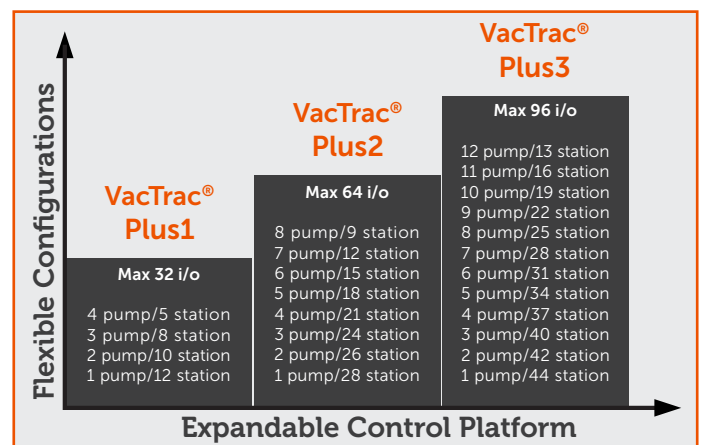 Flexible Configurations
VacTrac®
Plus1
Max 32 i/o
4 pump/5 station
3 pump/8 station
2 pump/10 station
1 pump/12 station
VacTrac®
Plus2
Max 64 i/o
8 pump/9 station
7 pump/12 station
6 pump/15 station
5 pump/18 station
4 pump/21 station
3 pump/24 station
2 pump/26 station
1 pump/28 station
VacTrac®
Plus3
Max 96 i/o
12 pump/13 station
11 pump/16 station
10 pump/19 station
9 pump/22 station
8 pump/25 station
7 pump/28 station
6 pump/31 station
5 pump/34 station
4 pump/37 station
3 pump/40 station
2 pump/42 station
1 pump/44 station
Expandable Control Platform